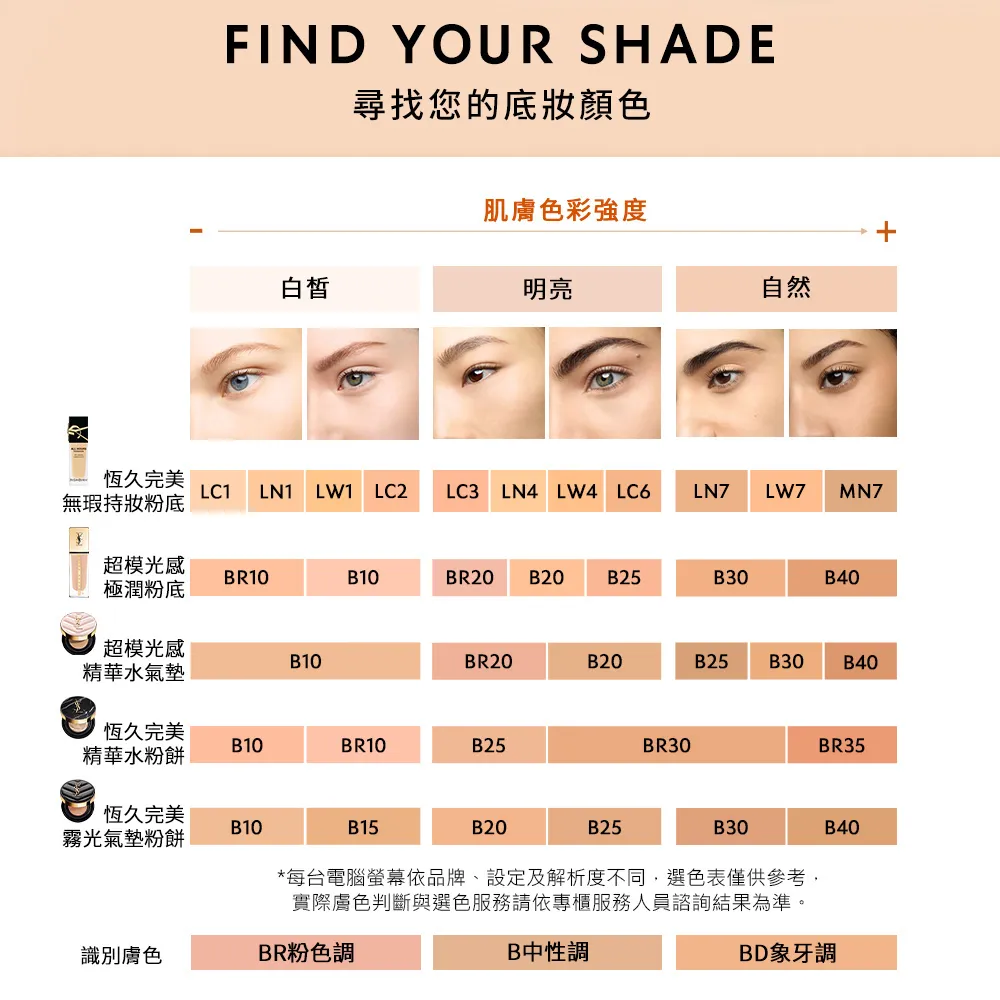 FIND YOUR SHADE
尋找您的底妝顏色
肌膚色彩強度
- +
白皙 明亮 自然
恆久完美
無瑕持妝粉底 LC1 LN1 LW1 LC2 LC3 LN4 LW4 LC6 LN7 LW7 MN7
超模光感
極潤粉底 BR10 B10 BR20 B20 B25 B30 B40
超模光感
精華水氣墊 B10 BR20 B20 B25 B30 B40
恆久完美
精華水粉餅 B10 BR10 B25 BR30 BR35
恆久完美
霧光氣墊粉餅 B10 B15 B20 B25 B30 B40
*每台電腦螢幕依品牌、設定及解析度不同，選色表僅供參考，
實際膚色判斷與選色服務請依專櫃服務人員諮詢結果為準。
識別膚色 BR粉色調 B中性調 BD象牙調